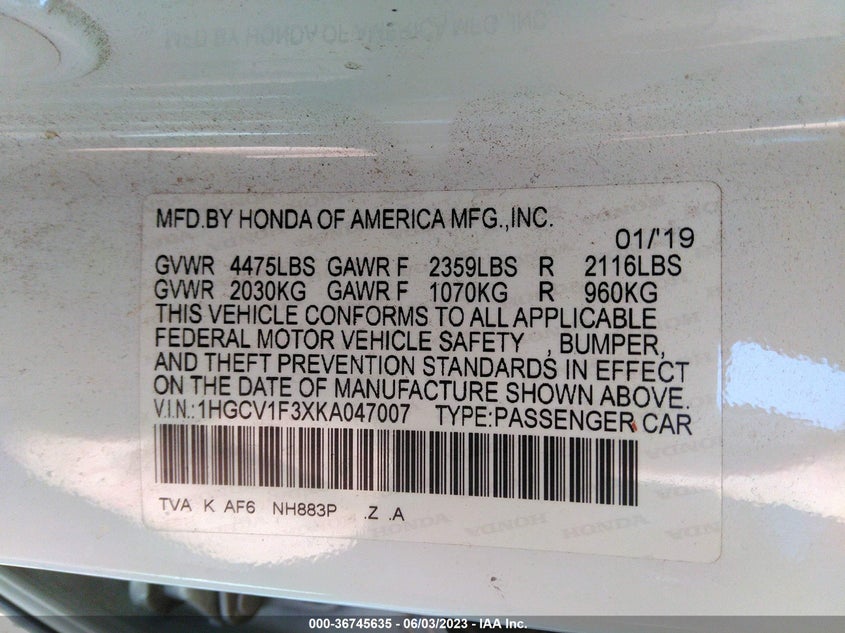 MFD.BY HONDA OF AMERICA MFG.,INC.
01/'19
GVWR 4475LBS GAWR F 2359LBS R 2116LBS
GVWR 2030KG GAWR F 1070KG R 960KG
THIS VEHICLE CONFORMS TO ALL APPLICABLE
FEDERAL MOTOR VEHICLE SAFETY , BUMPER,
AND THEFT PREVENTION STANDARDS IN EFFECT
ON THE DATE OF MANUFACTURE SHOWN ABOVE.
V.I.N.:1HGCV1F3XKA047007 TYPE:PASSENGER CAR
TVA K AF6 NH883P .Z .A
HONDA HONDA HONDA
000-36745635 - 06/03/2023 - IAA Inc.